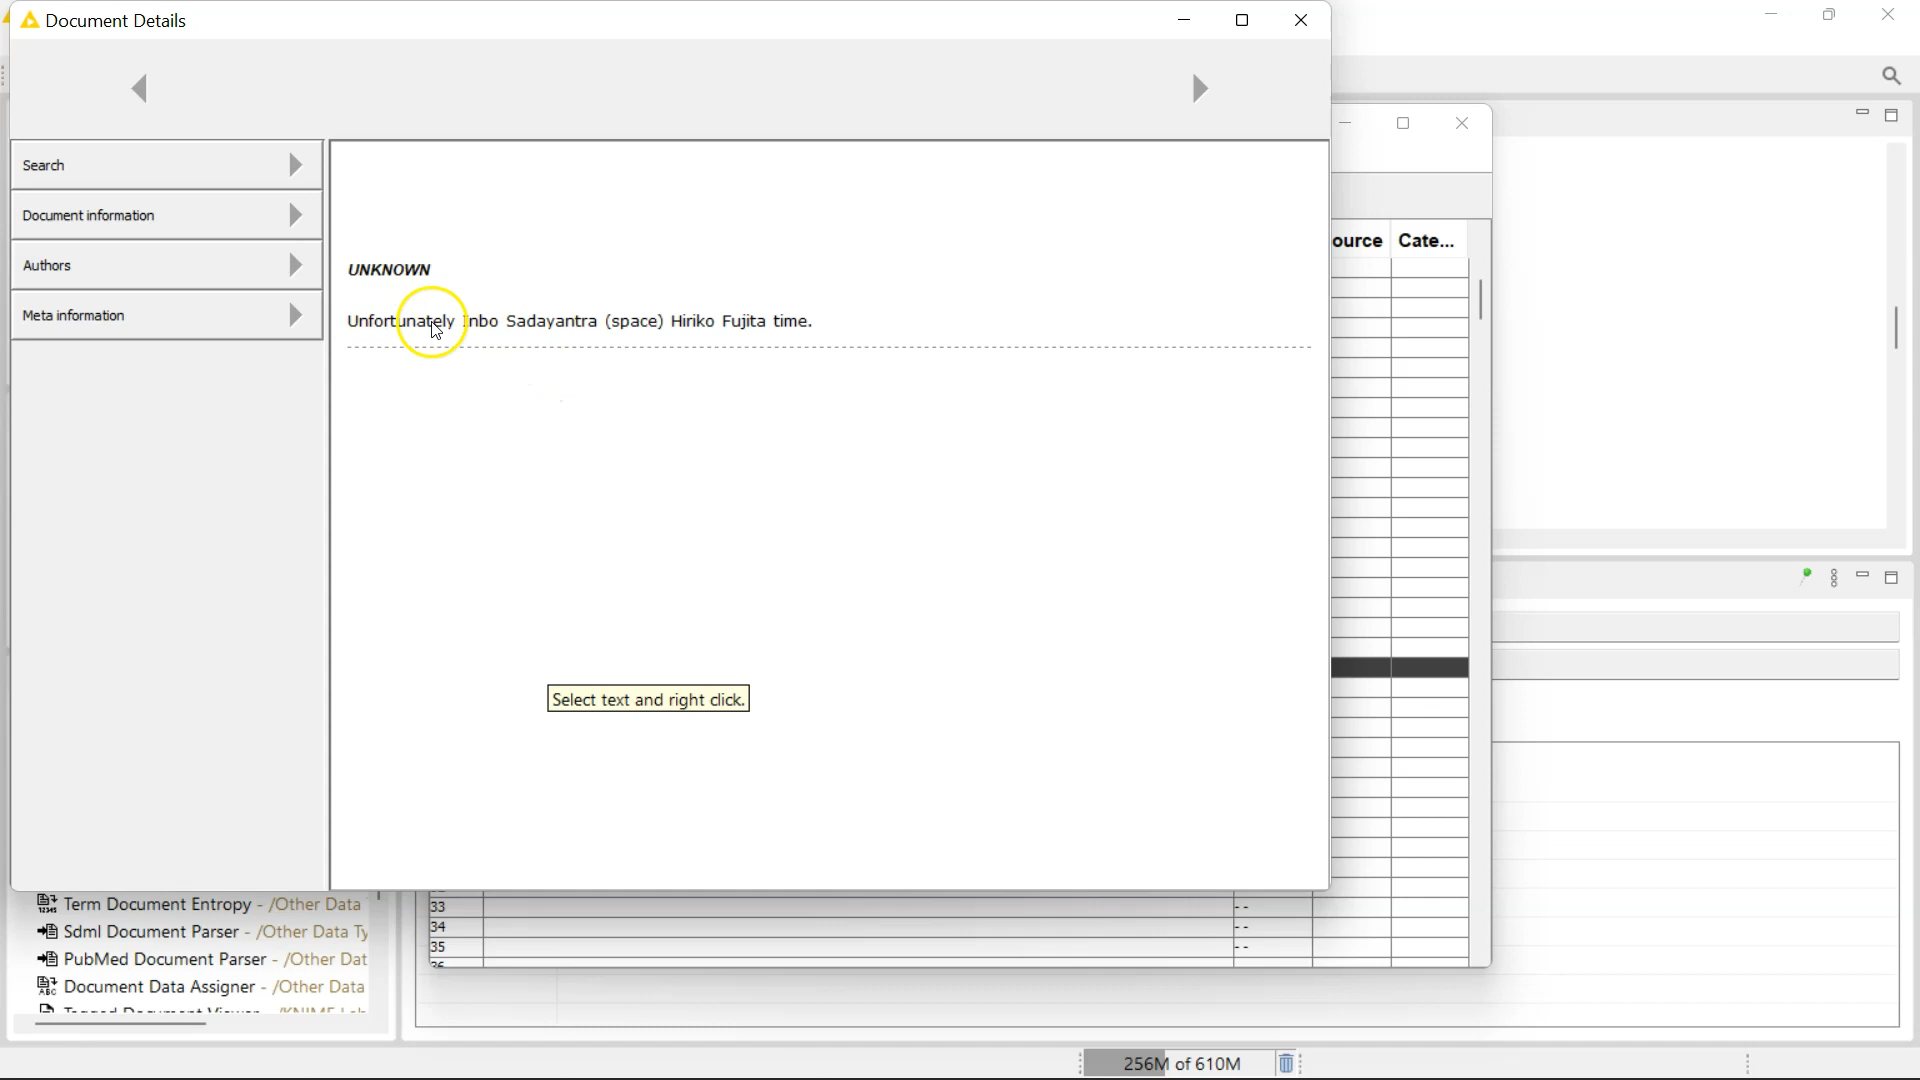 Document Details
Search
Document information
Authors
Meta information
UNKNOWN
Unfortunately Inbo Sadayantra (space) Hiriko Fujita time.
Select text and right click.
ource Cate...
Term Document Entropy - /Other Data
Sdml Document Parser - /Other Data Ty
PubMed Document Parser - /Other Dat
Document Data Assigner - /Other Data
33 - -
34 - -
35 - -
256M of 610M